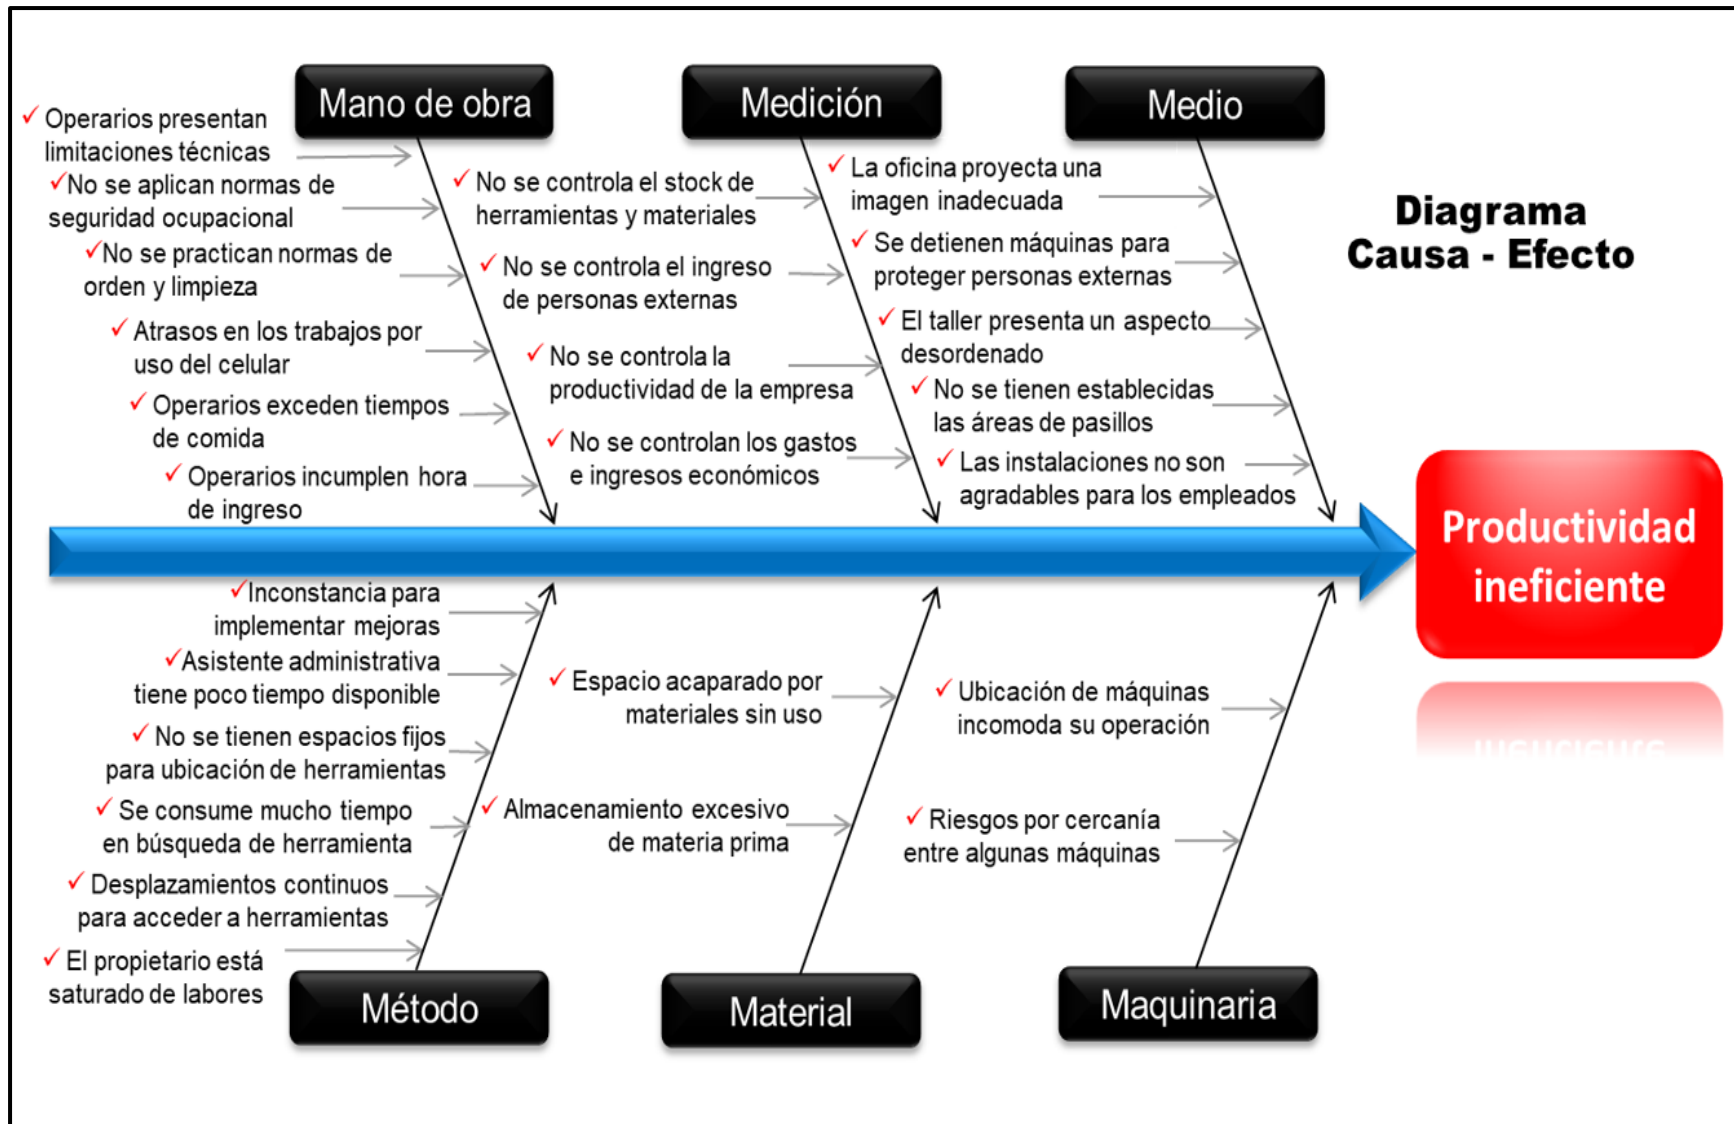 Mano de obra
Operarios presentan
limitaciones técnicas
No se aplican normas de
seguridad ocupacional
No se practican normas de
orden y limpieza
Atrasos en los trabajos por
uso del celular
Operarios exceden tiempos
de comida
Operarios incumplen hora
de ingreso
Medición
No se controla el stock de
herramientas y materiales
No se controla el ingreso
de personas externas
No se controla la
productividad de la empresa
No se controlan los gastos
e ingresos económicos
Medio
La oficina proyecta una
imagen inadecuada
Se detienen máquinas para
proteger personas externas
El taller presenta un aspecto
desordenado
No se tienen establecidas
las áreas de pasillos
Las instalaciones no son
agradables para los empleados
Diagrama
Causa - Efecto
Productividad
ineficiente
Inconstancia para
implementar mejoras
Asistente administrativa
tiene poco tiempo disponible
No se tienen espacios fijos
para ubicación de herramientas
Se consume mucho tiempo
en búsqueda de herramienta
Desplazamientos continuos
para acceder a herramientas
El propietario está
saturado de labores
Método
Espacio acaparado por
materiales sin uso
Almacenamiento excesivo
de materia prima
Material
Ubicación de máquinas
incomoda su operación
Riesgos por cercanía
entre algunas máquinas
Maquinaria